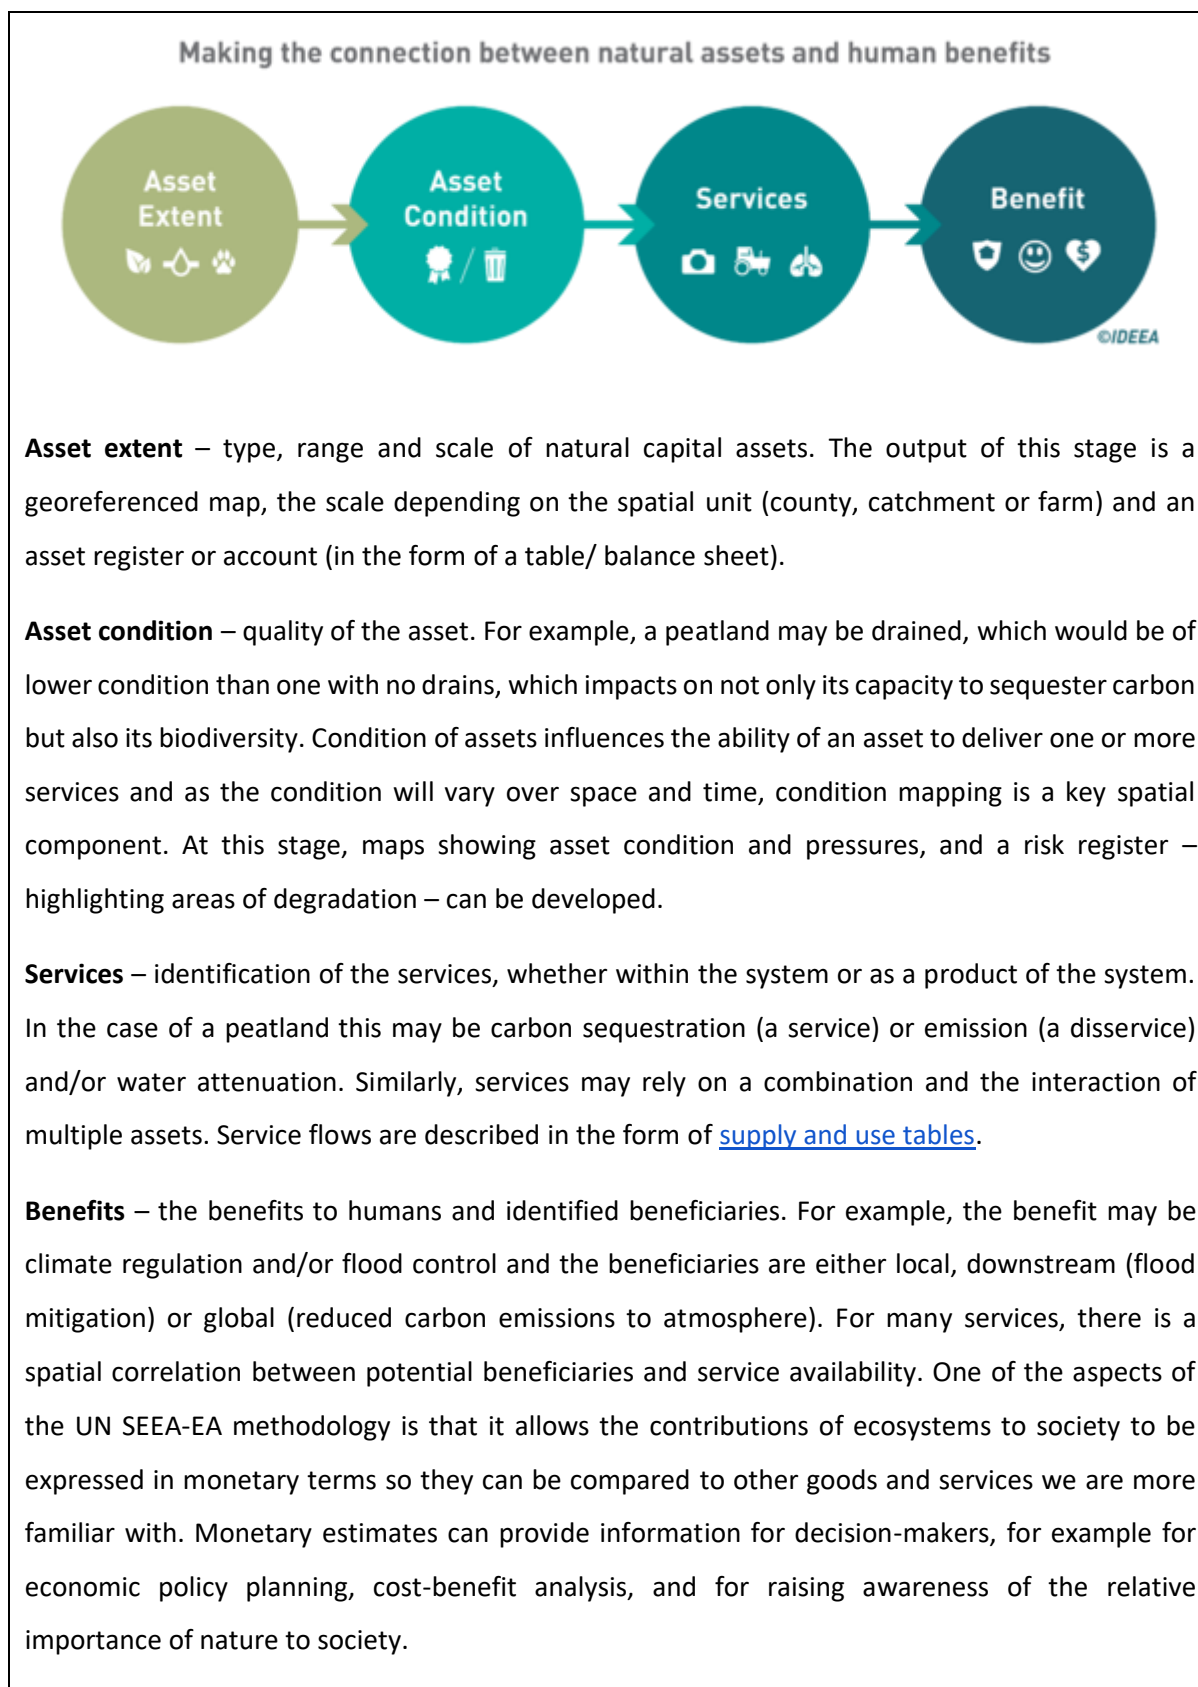 Making the connection between natural assets and human benefits
Asset
Extent
Asset
Condition
Services
Benefit
©IDEEA
Asset extent – type, range and scale of natural capital assets. The output of this stage is a
georeferenced map, the scale depending on the spatial unit (county, catchment or farm) and an
asset register or account (in the form of a table/ balance sheet).
Asset condition – quality of the asset. For example, a peatland may be drained, which would be of
lower condition than one with no drains, which impacts on not only its capacity to sequester carbon
but also its biodiversity. Condition of assets influences the ability of an asset to deliver one or more
services and as the condition will vary over space and time, condition mapping is a key spatial
component. At this stage, maps showing asset condition and pressures, and a risk register –
highlighting areas of degradation – can be developed.
Services – identification of the services, whether within the system or as a product of the system.
In the case of a peatland this may be carbon sequestration (a service) or emission (a disservice)
and/or water attenuation. Similarly, services may rely on a combination and the interaction of
multiple assets. Service flows are described in the form of supply and use tables.
Benefits – the benefits to humans and identified beneficiaries. For example, the benefit may be
climate regulation and/or flood control and the beneficiaries are either local, downstream (flood
mitigation) or global (reduced carbon emissions to atmosphere). For many services, there is a
spatial correlation between potential beneficiaries and service availability. One of the aspects of
the UN SEEA-EA methodology is that it allows the contributions of ecosystems to society to be
expressed in monetary terms so they can be compared to other goods and services we are more
familiar with. Monetary estimates can provide information for decision-makers, for example for
economic policy planning, cost-benefit analysis, and for raising awareness of the relative
importance of nature to society.